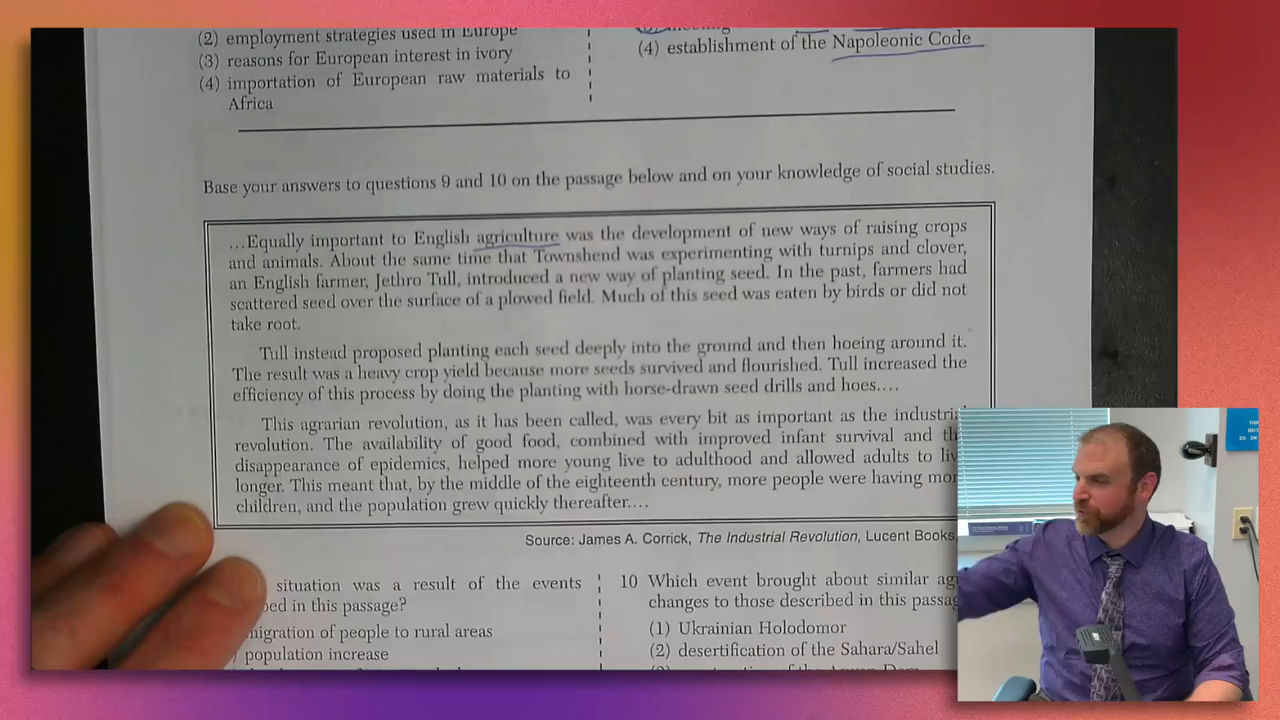 (2) employment strategies used in Europe
(3) reasons for European interest in ivory
(4) importation of European raw materials to
Africa
(4) establishment of the Napoleonic Code
Base your answers to questions 9 and 10 on the passage below and on your knowledge of social studies.
...Equally important to English agriculture was the development of new ways of raising crops
and animals. About the same time that Townshend was experimenting with turnips and clover,
an English farmer, Jethro Tull, introduced a new way of planting seed. In the past, farmers had
scattered seed over the surface of a plowed field. Much of this seed was eaten by birds or did not
take root.
Tull instead proposed planting each seed deeply into the ground and then hoeing around it.
The result was a heavy crop yield because more seeds survived and flourished. Tull increased the
efficiency of this process by doing the planting with horse-drawn seed drills and hoes....
This agrarian revolution, as it has been called, was every bit as important as the industrial
revolution. The availability of good food, combined with improved infant survival and
disappearance of epidemics, helped more young live to adulthood and allowed adults to
longer. This meant that, by the middle of the eighteenth century, more people were having
children, and the population grew quickly thereafter....
Source: James A. Corrick, The Industrial Revolution, Lucent Books,
situation was a result of the events
in this passage?
migration of people to rural areas
population increase
10 Which event brought about similar
changes to those described in this
(1) Ukrainian Holodomor
(2) desertification of the Sahara/Sahel